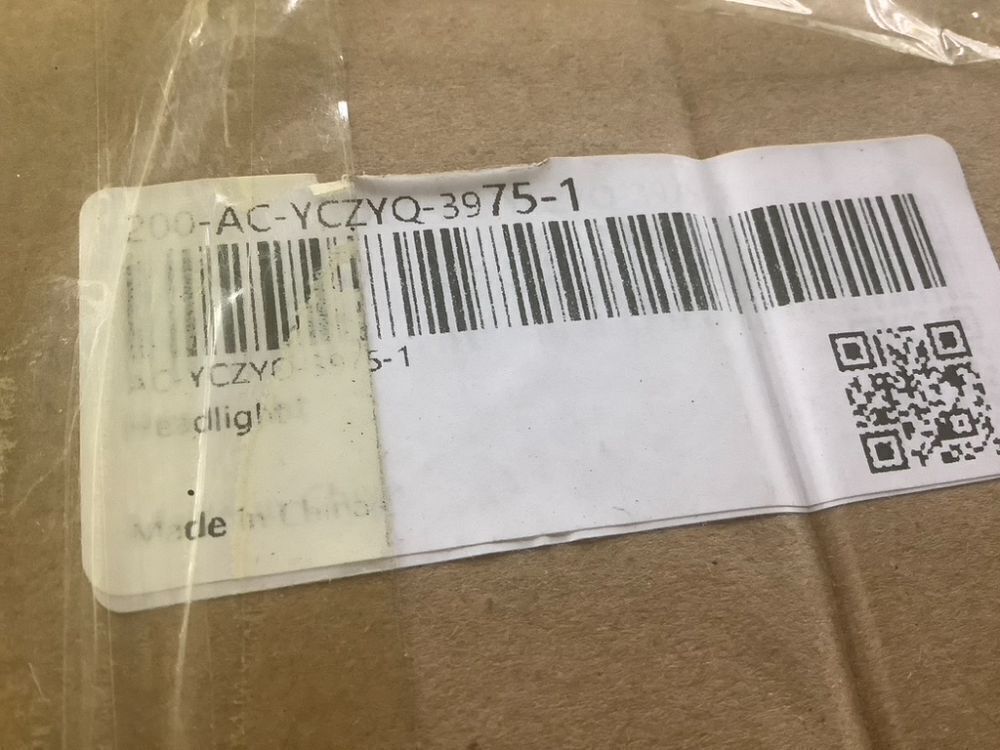 200-AC-YCZYQ-3975-1
AC-YCZYQ-3975-1
Headlight
Made in China